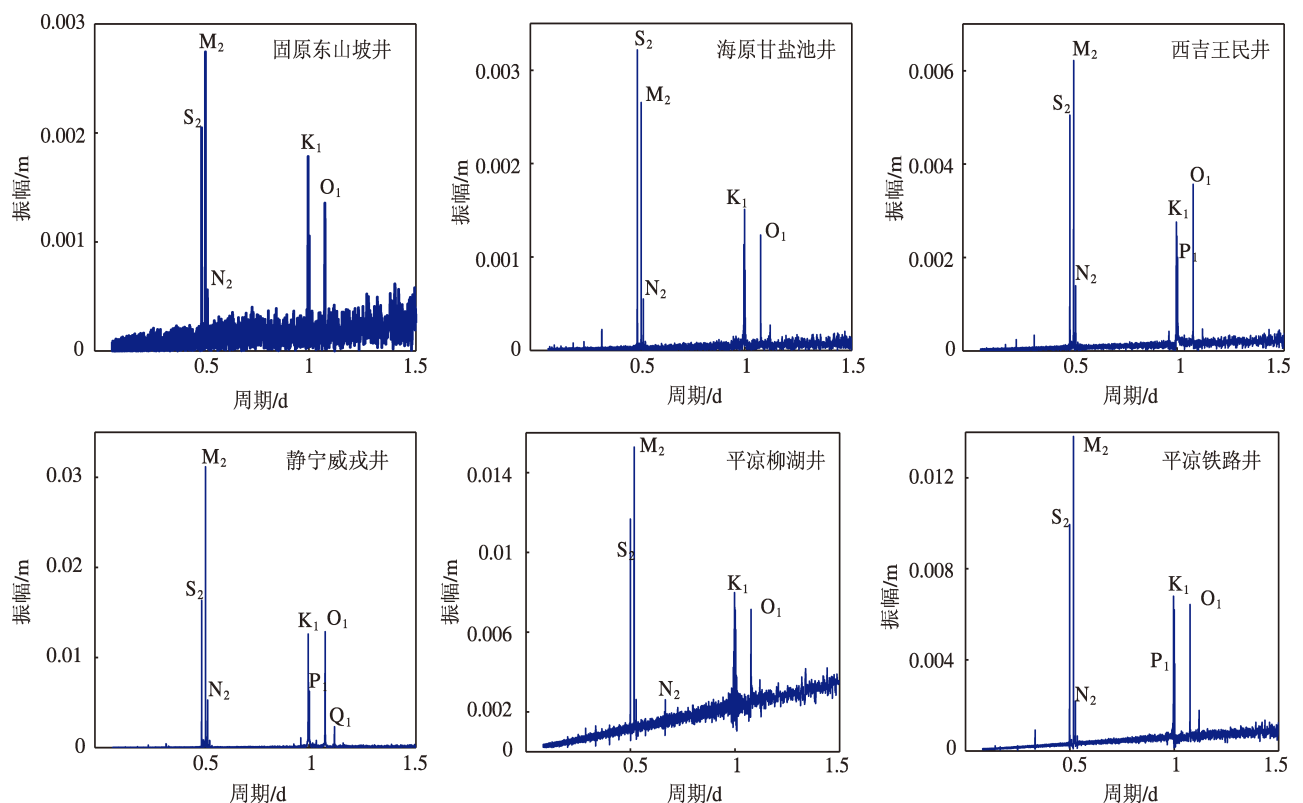 固原东山坡井
0.003
0.002
0.001
0
振幅/m
M₂
S₂
N₂
K₁
O₁
0.5
1
1.5
周期/d
海原甘盐池井
0.003
0.002
0.001
0
振幅/m
S₂
M₂
N₂
K₁
O₁
0.5
1
1.5
周期/d
西吉王民井
0.006
0.004
0.002
0
振幅/m
M₂
S₂
N₂
K₁
P₁
O₁
0.5
1
1.5
周期/d
静宁威戎井
0.03
0.02
0.01
0
振幅/m
M₂
S₂
N₂
K₁
P₁
O₁
Q₁
0.5
1
1.5
周期/d
平凉柳湖井
0.014
0.01
0.006
0.002
0
振幅/m
M₂
S₂
N₂
K₁
O₁
0.5
1
1.5
周期/d
平凉铁路井
0.012
0.008
0.004
0
振幅/m
M₂
S₂
N₂
K₁
P₁
O₁
0.5
1
1.5
周期/d